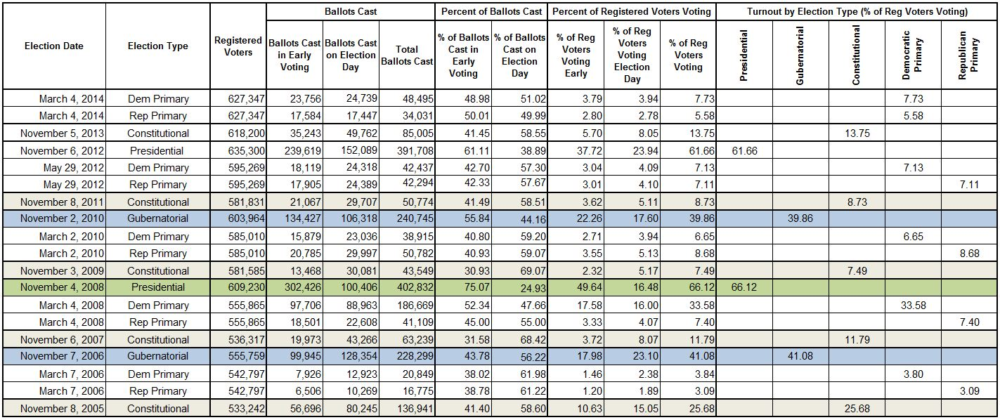 Ballots Cast Percent of Ballots Cast Percent of Registered Voters Voting Turnout by Election Type (% of Reg Voters Voting)
Election Date Election Type Registered Voters Ballots Cast in Early Voting Ballots Cast on Election Day Total Ballots Cast % of Ballots Cast in Early Voting % of Ballots Cast on Election Day % of Reg Voters Voting Early % of Reg Voters Voting Election Day % of Reg Voters Voting Presidential Gubernatorial Constitutional Democratic Primary Republican Primary
March 4, 2014 Dem Primary 627,347 23,756 24,739 48,495 48.98 51.02 3.79 3.94 7.73 7.73
March 4, 2014 Rep Primary 627,347 17,584 17,447 34,031 50.01 49.99 2.80 2.78 5.58 5.58
November 5, 2013 Constitutional 618,200 35,243 49,762 85,005 41.45 58.55 5.70 8.05 13.75 13.75
November 6, 2012 Presidential 635,300 239,619 152,089 391,708 61.11 38.89 37.72 23.94 61.66 61.66
May 29, 2012 Dem Primary 595,269 18,119 24,318 42,437 42.70 57.30 3.04 4.09 7.13 7.13
May 29, 2012 Rep Primary 595,269 17,905 24,389 42,294 42.33 57.67 3.01 4.10 7.11 7.11
November 8, 2011 Constitutional 581,831 21,067 29,707 50,774 41.49 58.51 3.62 5.11 8.73 8.73
November 2, 2010 Gubernatorial 603,964 134,427 106,318 240,745 55.84 44.16 22.26 17.60 39.86 39.86
March 2, 2010 Dem Primary 585,010 15,879 23,036 38,915 40.80 59.20 2.71 3.94 6.65 6.65
March 2, 2010 Rep Primary 585,010 20,785 29,997 50,782 40.93 59.07 3.55 5.13 8.68 8.68
November 3, 2009 Constitutional 581,585 13,468 30,081 43,549 30.93 69.07 2.32 5.17 7.49 7.49
November 4, 2008 Presidential 609,230 302,426 100,406 402,832 75.07 24.93 49.64 16.48 66.12 66.12
March 4, 2008 Dem Primary 555,865 97,706 88,963 186,669 52.34 47.66 17.58 16.00 33.58 33.58
March 4, 2008 Rep Primary 555,865 18,501 22,608 41,109 45.00 55.00 3.33 4.07 7.40 7.40
November 6, 2007 Constitutional 536,317 19,973 43,266 63,239 31.58 68.42 3.72 8.07 11.79 11.79
November 7, 2006 Gubernatorial 555,759 99,945 128,354 228,299 43.78 56.22 17.98 23.10 41.08 41.08
March 7, 2006 Dem Primary 542,797 7,926 12,923 20,849 38.02 61.98 1.46 2.38 3.84 3.80
March 7, 2006 Rep Primary 542,797 6,506 10,269 16,775 38.78 61.22 1.20 1.89 3.09 3.09
November 8, 2005 Constitutional 533,242 56,696 80,245 136,941 41.40 58.60 10.63 15.05 25.68 25.68